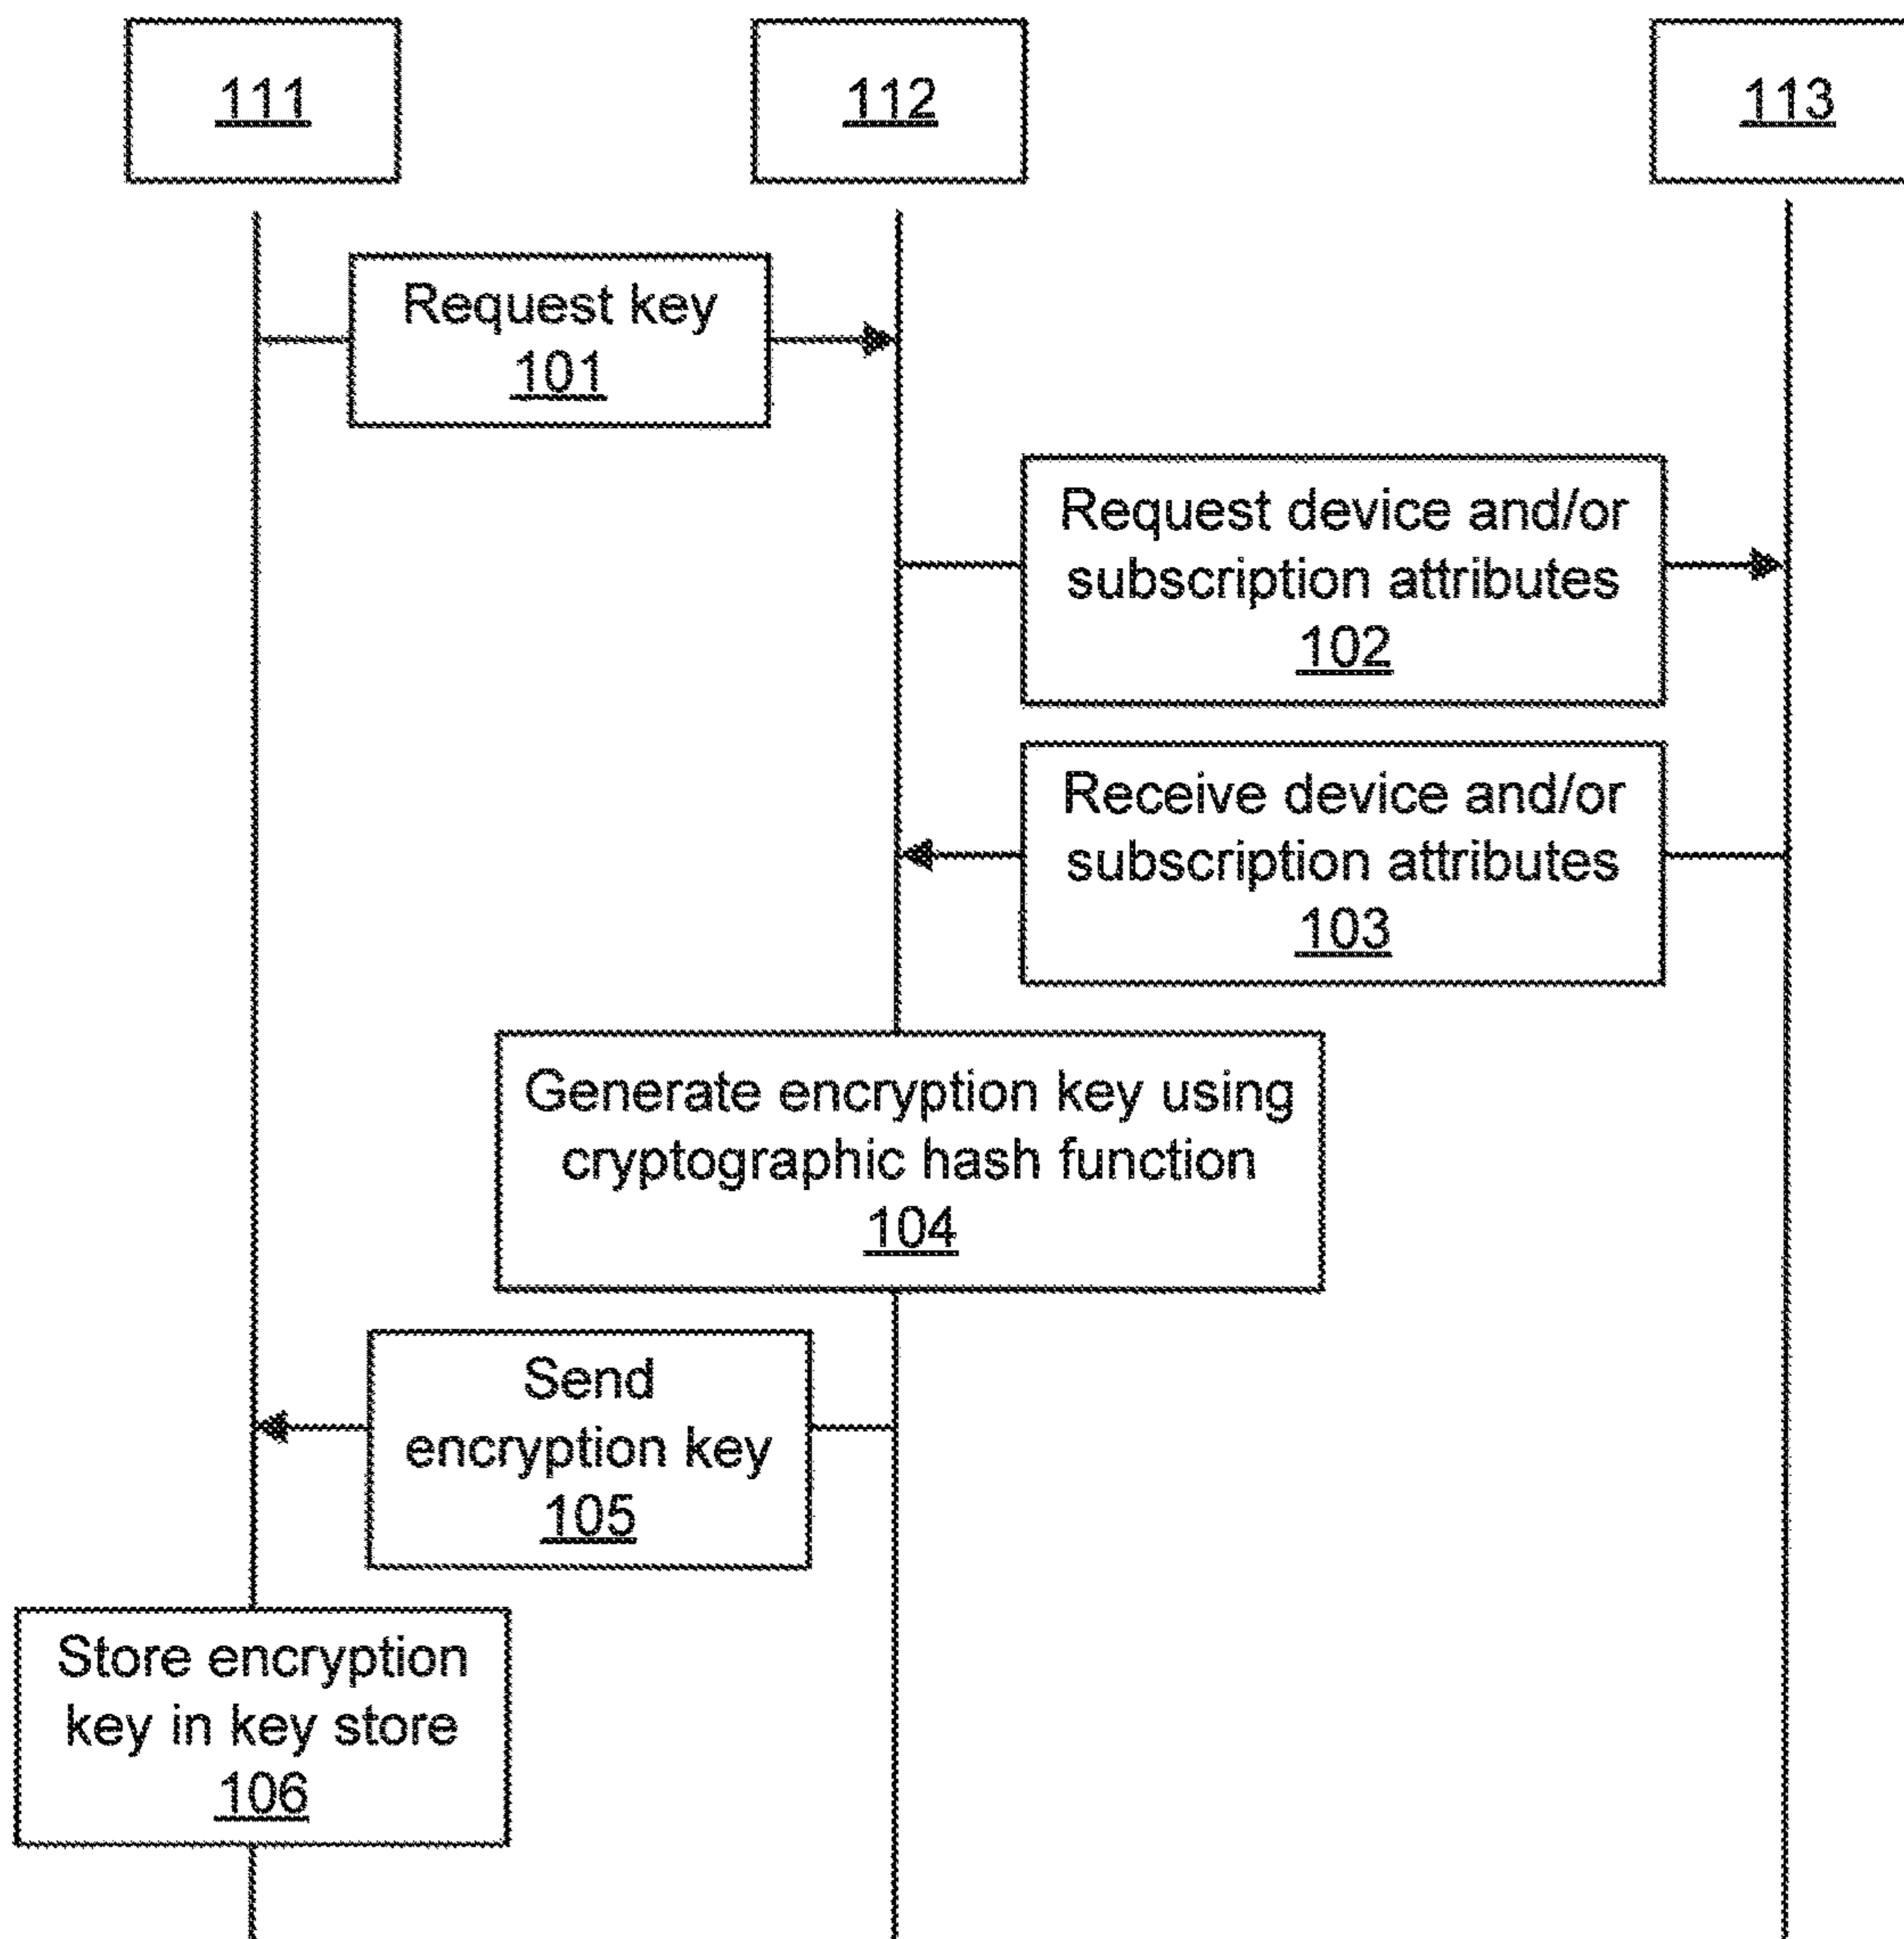 111
112
113
Request key
101
Request device and/or
subscription attributes
102
Receive device and/or
subscription attributes
103
Generate encryption key using
cryptographic hash function
104
Send
encryption key
105
Store encryption
key in key store
106